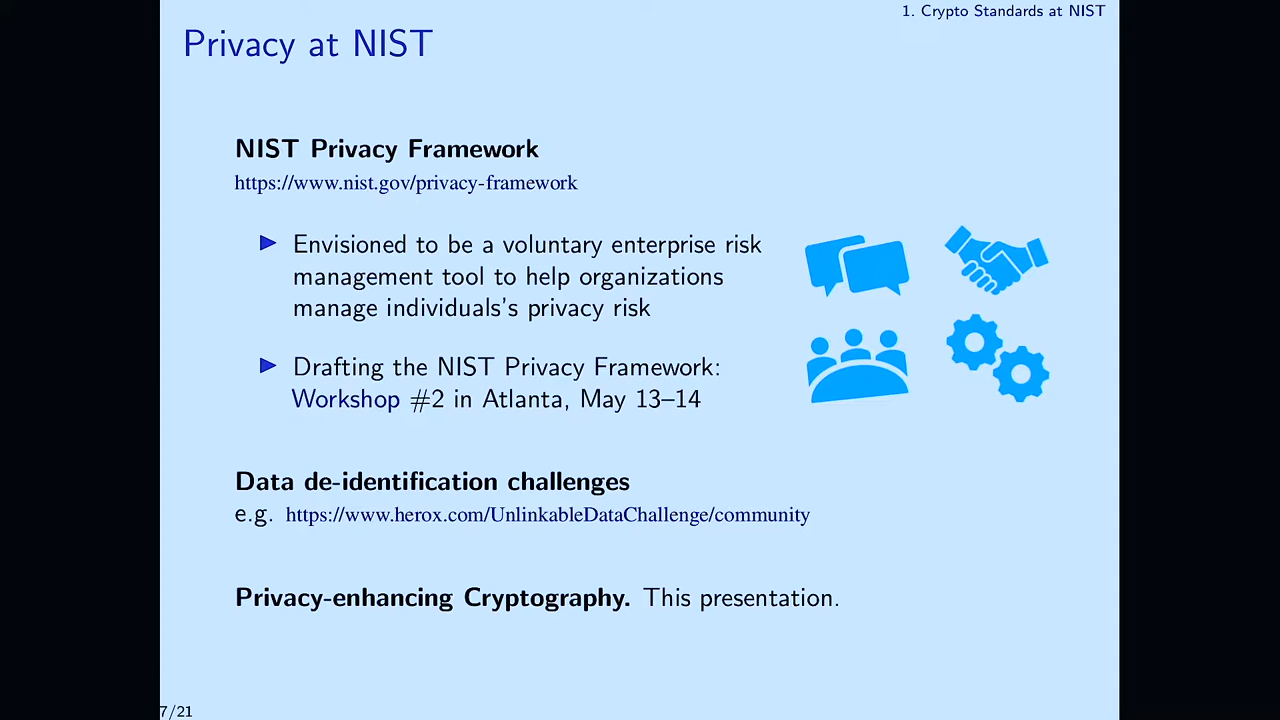 1. Crypto Standards at NIST
Privacy at NIST
NIST Privacy Framework
https://www.nist.gov/privacy-framework
Envisioned to be a voluntary enterprise risk
management tool to help organizations
manage individuals's privacy risk
Drafting the NIST Privacy Framework:
Workshop #2 in Atlanta, May 13–14
Data de-identification challenges
e.g. https://www.herox.com/UnlinkableDataChallenge/community
Privacy-enhancing Cryptography. This presentation.
7/21